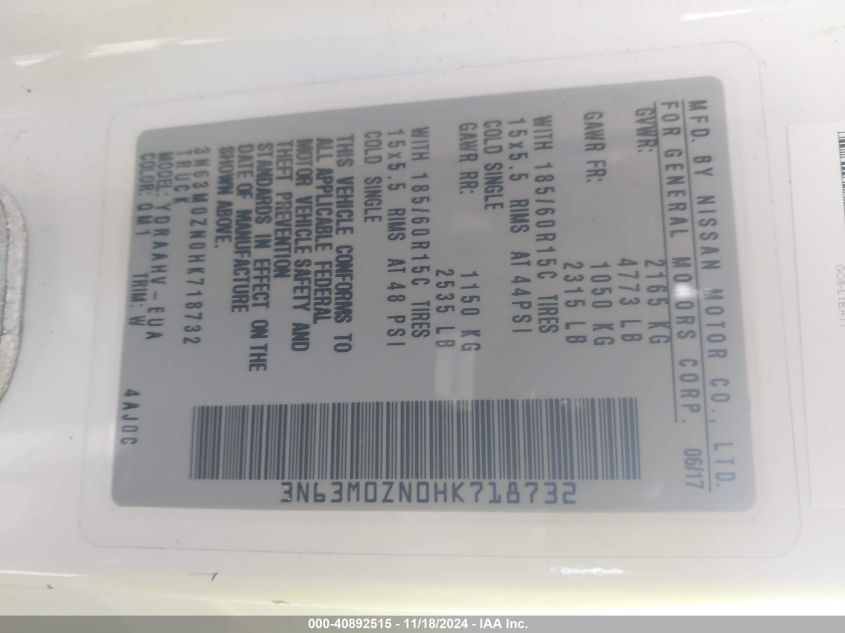 MFD. BY NISSAN MOTOR CO., LTD.
FOR GENERAL MOTORS CORP. 06/17
GVWR: 2165 KG
4773 LB
GAWR FR: 1050 KG
2315 LB
WITH 185/60R15C TIRES
15x5.5 RIMS AT 44PSI
COLD SINGLE
GAWR RR: 1150 KG
2535 LB
WITH 185/60R15C TIRES
15x5.5 RIMS AT 48 PSI
COLD SINGLE
THIS VEHICLE CONFORMS TO
ALL APPLICABLE FEDERAL
MOTOR VEHICLE SAFETY AND
THEFT PREVENTION
STANDARDS IN EFFECT ON THE
DATE OF MANUFACTURE
SHOWN ABOVE.
3N63M0ZN0HK718732
TRUCK
MODEL: YDRAAHV-EUA
COLOR: QM1 TRIM: W 4AJ0C
3N63M0ZN0HK718732
000-40892515 - 11/18/2024 - IAA Inc.